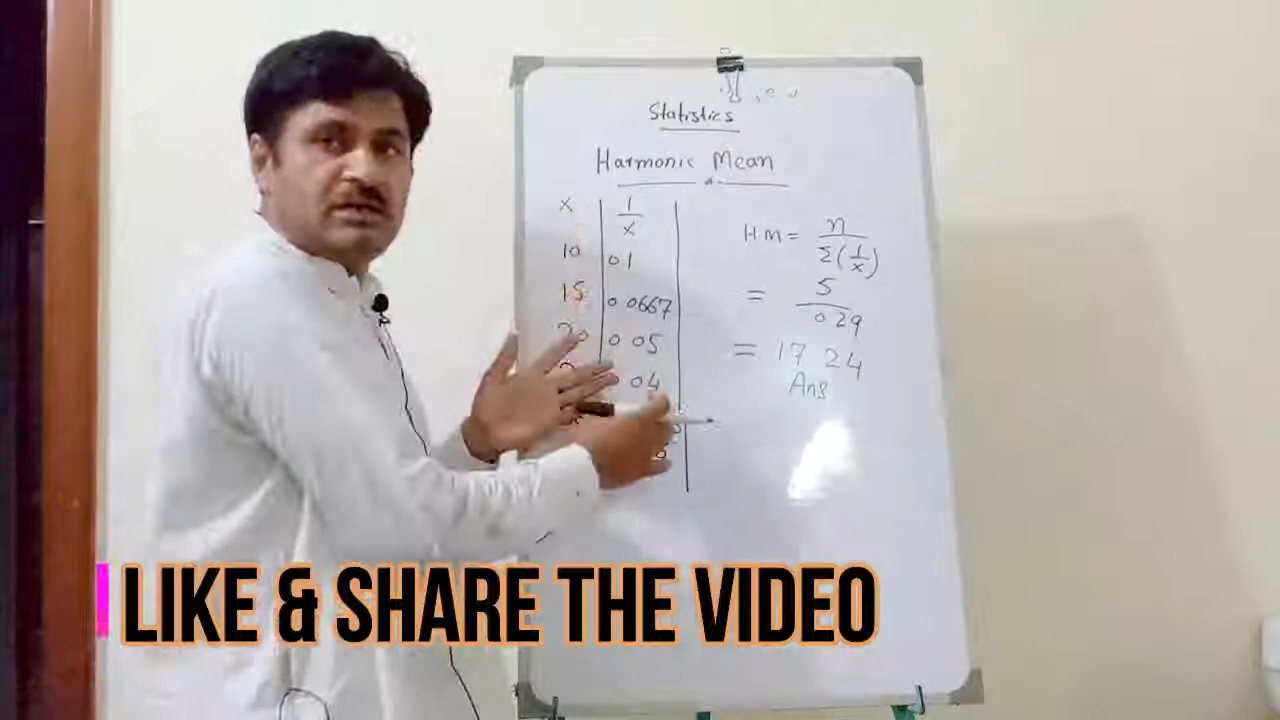 Statistics
Harmonic Mean
x 1/x
10 0.1
15 0.0667
20 0.05
0.04
HM = n / Σ(1/x)
= 5 / 0.29
= 17.24
Ans
LIKE & SHARE THE VIDEO